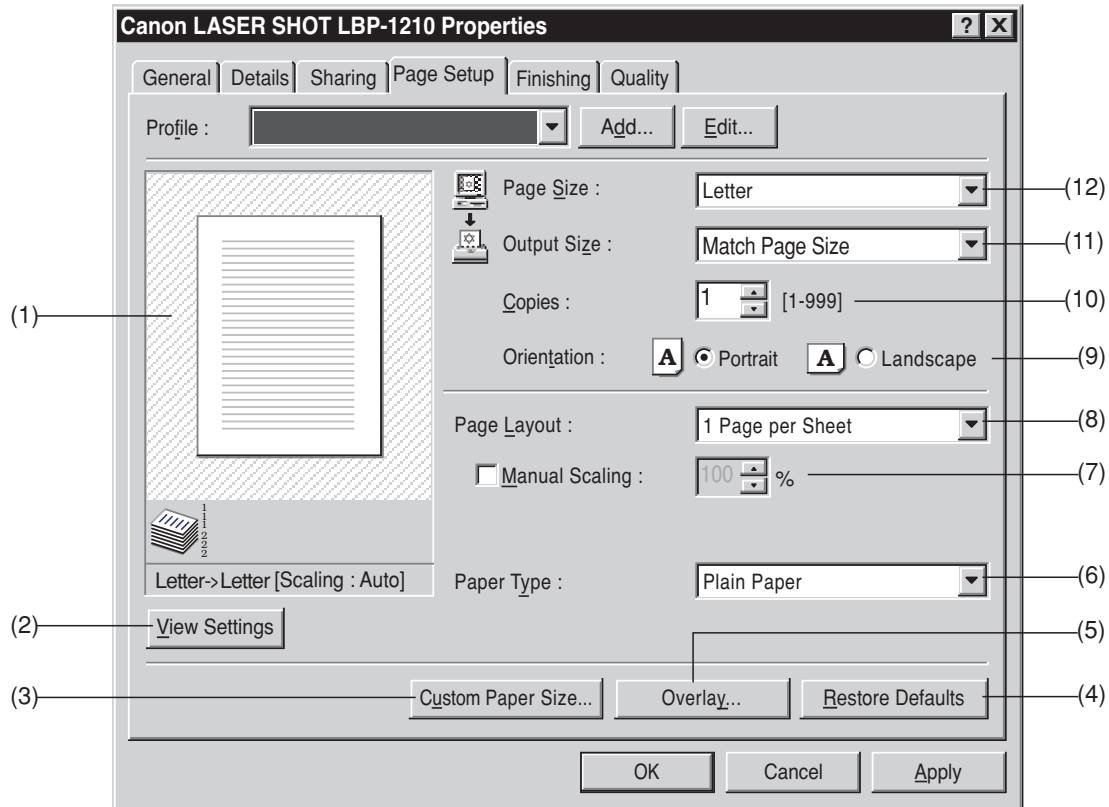 Canon LASER SHOT LBP-1210 Properties ? X
General Details Sharing Page Setup Finishing Quality
Profile : Add... Edit...
Page Size : Letter (12)
Output Size : Match Page Size (11)
Copies : 1 [1-999] (10)
(1)
Orientation : A Portrait A Landscape (9)
Page Layout : 1 Page per Sheet (8)
Manual Scaling : 100 % (7)
1
1
1
2
2
2
Letter->Letter [Scaling : Auto]
Paper Type : Plain Paper (6)
(2) View Settings (5)
(3) Custom Paper Size... Overlay... Restore Defaults (4)
OK Cancel Apply